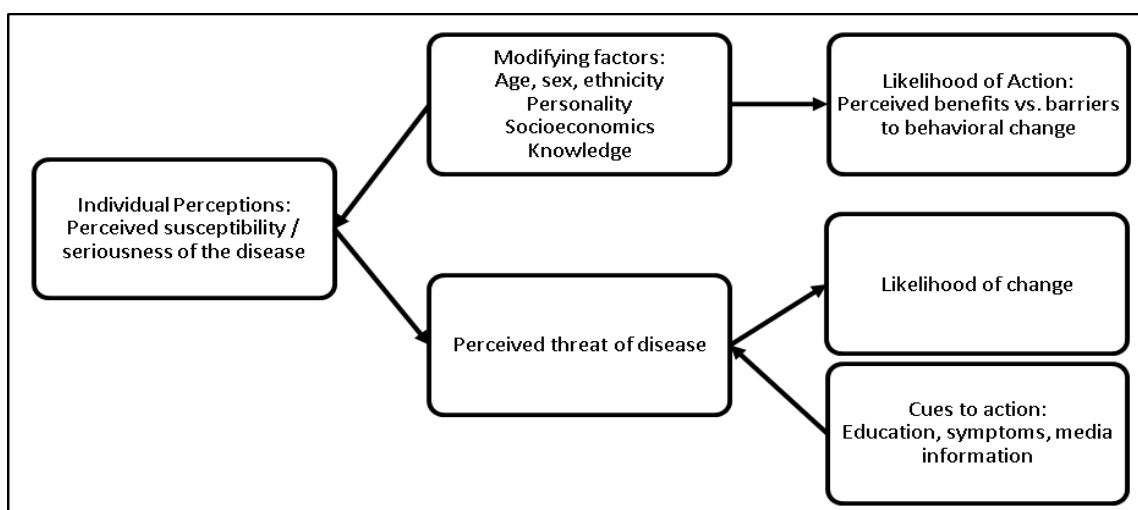 Modifying factors:
Age, sex, ethnicity
Personality
Socioeconomics
Knowledge
Likelihood of Action:
Perceived benefits vs. barriers
to behavioral change
Individual Perceptions:
Perceived susceptibility /
seriousness of the disease
Perceived threat of disease
Likelihood of change
Cues to action:
Education, symptoms, media
information